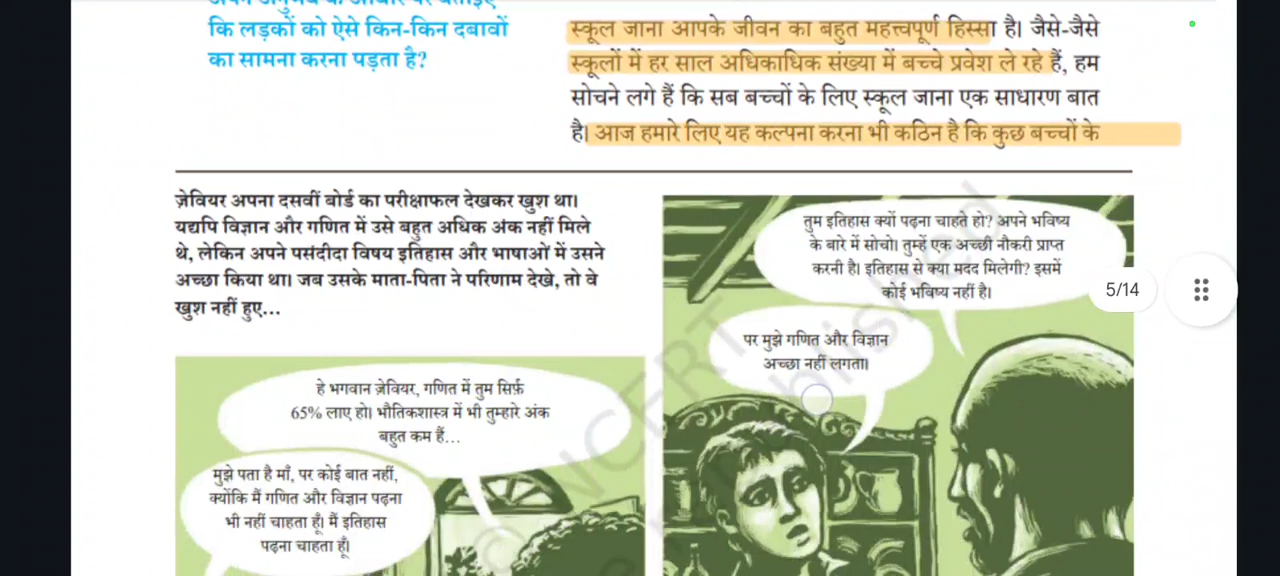 कि लड़कों को ऐसे किन-किन दबावों
का सामना करना पड़ता है?
स्कूल जाना आपके जीवन का बहुत महत्त्वपूर्ण हिस्सा है। जैसे-जैसे
स्कूलों में हर साल अधिकाधिक संख्या में बच्चे प्रवेश ले रहे हैं, हम
सोचने लगे हैं कि सब बच्चों के लिए स्कूल जाना एक साधारण बात
है। आज हमारे लिए यह कल्पना करना भी कठिन है कि कुछ बच्चों के
ज़ेवियर अपना दसवीं बोर्ड का परीक्षाफल देखकर खुश था।
यद्यपि विज्ञान और गणित में उसे बहुत अधिक अंक नहीं मिले
थे, लेकिन अपने पसंदीदा विषय इतिहास और भाषाओं में उसने
अच्छा किया था। जब उसके माता-पिता ने परिणाम देखे, तो वे
खुश नहीं हुए...
हे भगवान ज़ेवियर, गणित में तुम सिर्फ़
65% लाए हो। भौतिकशास्त्र में भी तुम्हारे अंक
बहुत कम हैं...
मुझे पता है माँ, पर कोई बात नहीं,
क्योंकि मैं गणित और विज्ञान पढ़ना
भी नहीं चाहता हूँ। मैं इतिहास
पढ़ना चाहता हूँ।
तुम इतिहास क्यों पढ़ना चाहते हो? अपने भविष्य
के बारे में सोचो। तुम्हें एक अच्छी नौकरी प्राप्त
करनी है। इतिहास से क्या मदद मिलेगी? इसमें
कोई भविष्य नहीं है।
पर मुझे गणित और विज्ञान
अच्छा नहीं लगता।
5/14
© NCERT
published